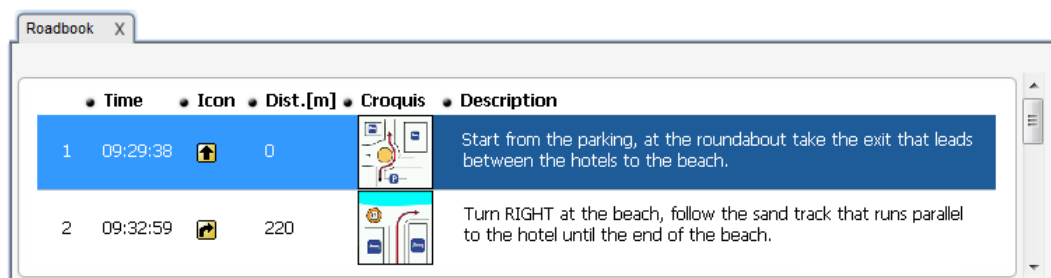 Roadbook X
Time Icon Dist.[m] Croquis Description
1 09:29:38 0 Start from the parking, at the roundabout take the exit that leads
between the hotels to the beach.
P
2 09:32:59 220 Turn RIGHT at the beach, follow the sand track that runs parallel
to the hotel until the end of the beach.